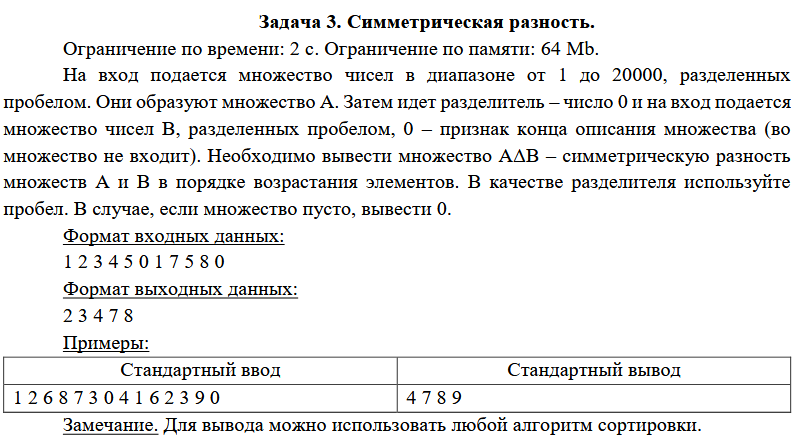 Задача 3. Симметрическая разность.
Ограничение по времени: 2 с. Ограничение по памяти: 64 Mb.
На вход подается множество чисел в диапазоне от 1 до 20000, разделенных
пробелом. Они образуют множество A. Затем идет разделитель – число 0 и на вход подается
множество чисел B, разделенных пробелом, 0 – признак конца описания множества (во
множество не входит). Необходимо вывести множество AΔB – симметрическую разность
множеств A и B в порядке возрастания элементов. В качестве разделителя используйте
пробел. В случае, если множество пусто, вывести 0.
Формат входных данных:
1 2 3 4 5 0 1 7 5 8 0
Формат выходных данных:
2 3 4 7 8
Примеры:
Стандартный ввод Стандартный вывод
1 2 6 8 7 3 0 4 1 6 2 3 9 0 4 7 8 9
Замечание. Для вывода можно использовать любой алгоритм сортировки.